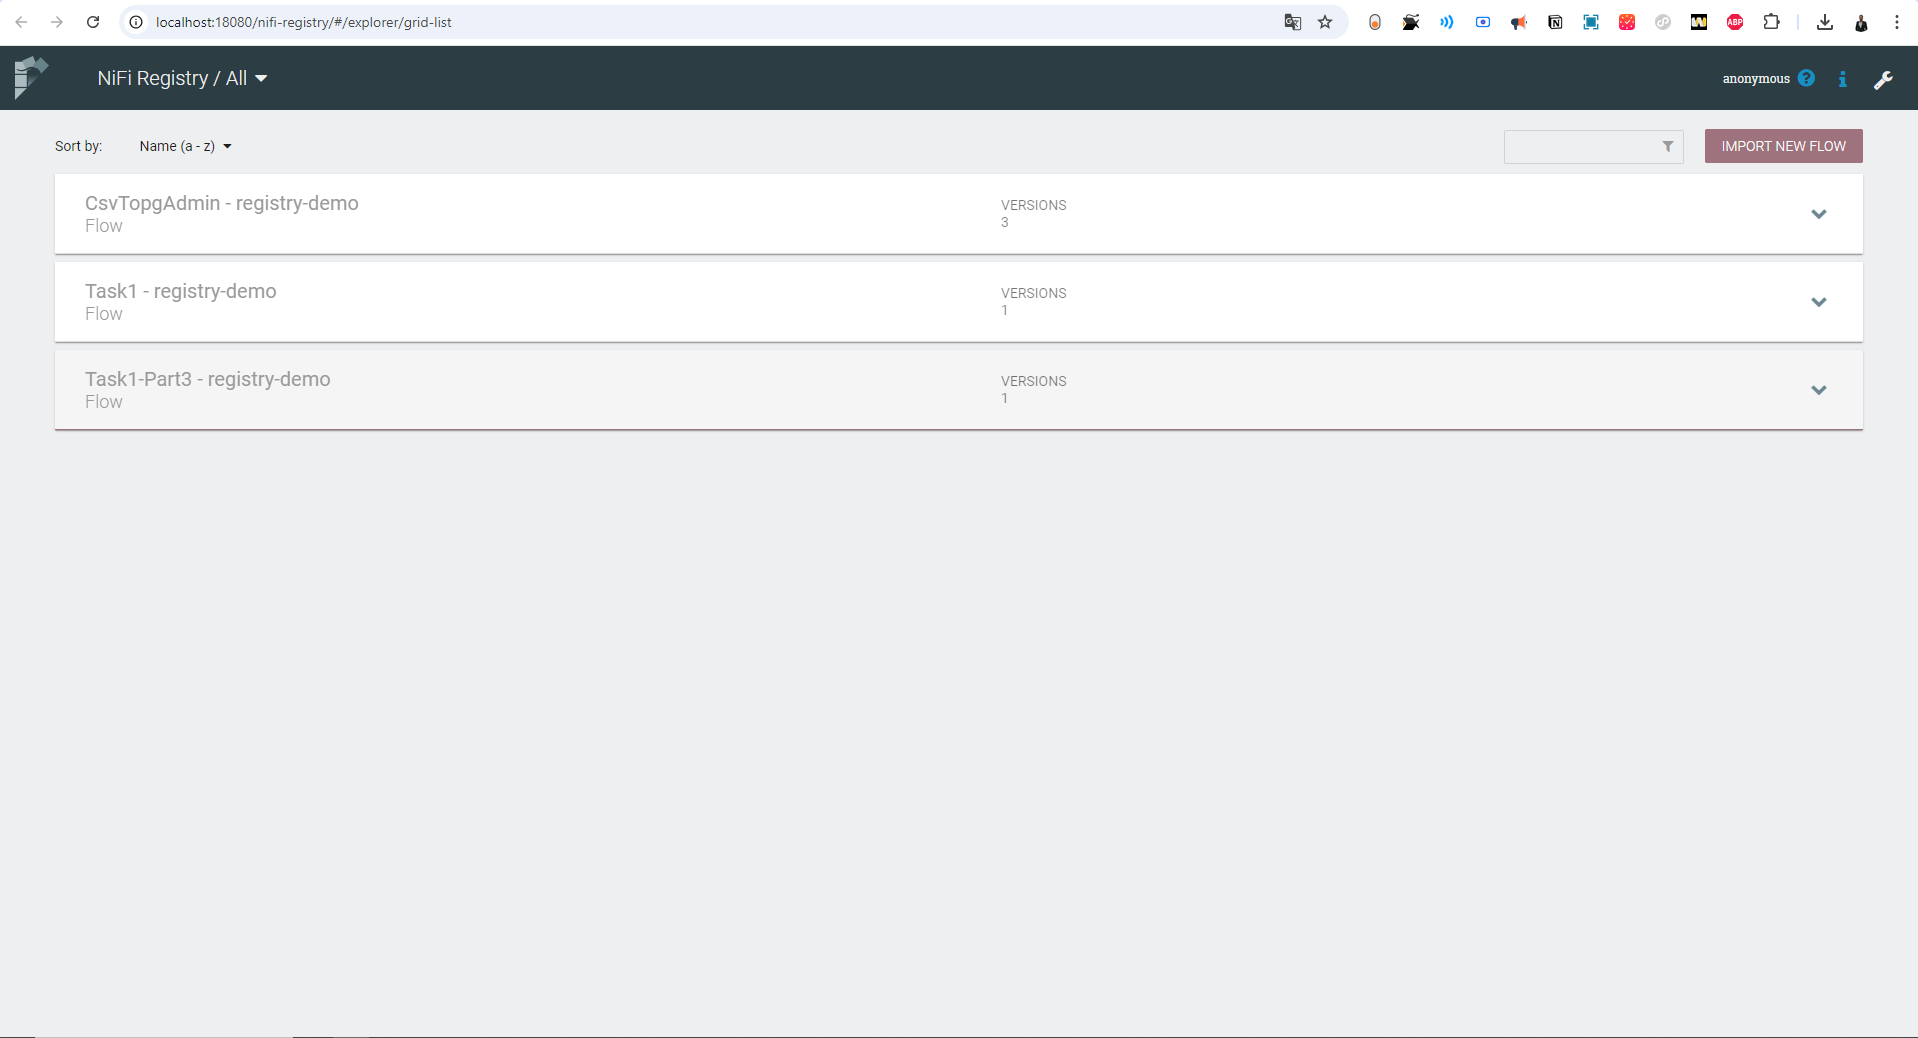 localhost:18080/nifi-registry/#/explorer/grid-list
ABP
NiFi Registry / All
anonymous
Sort by: Name (a - z)
IMPORT NEW FLOW
CsvTopgAdmin - registry-demo
Flow
VERSIONS
3
Task1 - registry-demo
Flow
VERSIONS
1
Task1-Part3 - registry-demo
Flow
VERSIONS
1